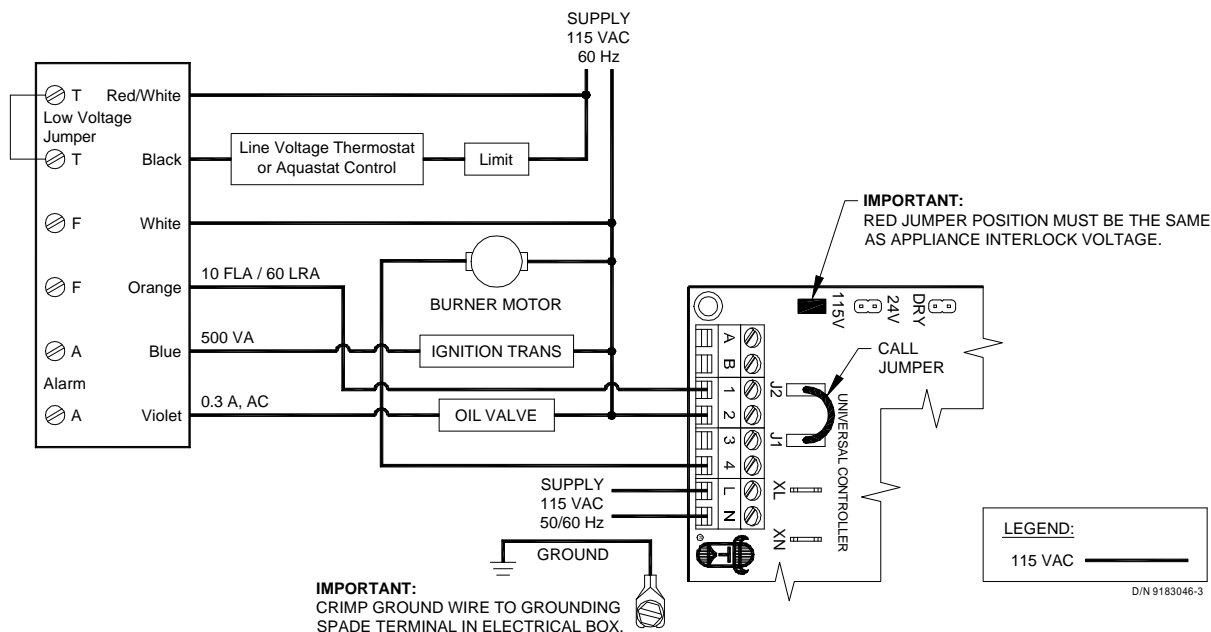 SUPPLY
115 VAC
60 Hz
T Red/White
Low Voltage
Jumper
T Black
Line Voltage Thermostat
or Aquastat Control
Limit
F White
F Orange
10 FLA / 60 LRA
BURNER MOTOR
A Blue
500 VA
IGNITION TRANS
Alarm
A Violet
0.3 A, AC
OIL VALVE
IMPORTANT:
RED JUMPER POSITION MUST BE THE SAME
AS APPLIANCE INTERLOCK VOLTAGE.
115V
24V
DRY
CALL
JUMPER
A
B
1
2
3
4
L
N
J2
J1
XL
XN
UNIVERSAL CONTROLLER
SUPPLY
115 VAC
50/60 Hz
GROUND
IMPORTANT:
CRIMP GROUND WIRE TO GROUNDING
SPADE TERMINAL IN ELECTRICAL BOX.
LEGEND:
115 VAC
D/N 9183046-3